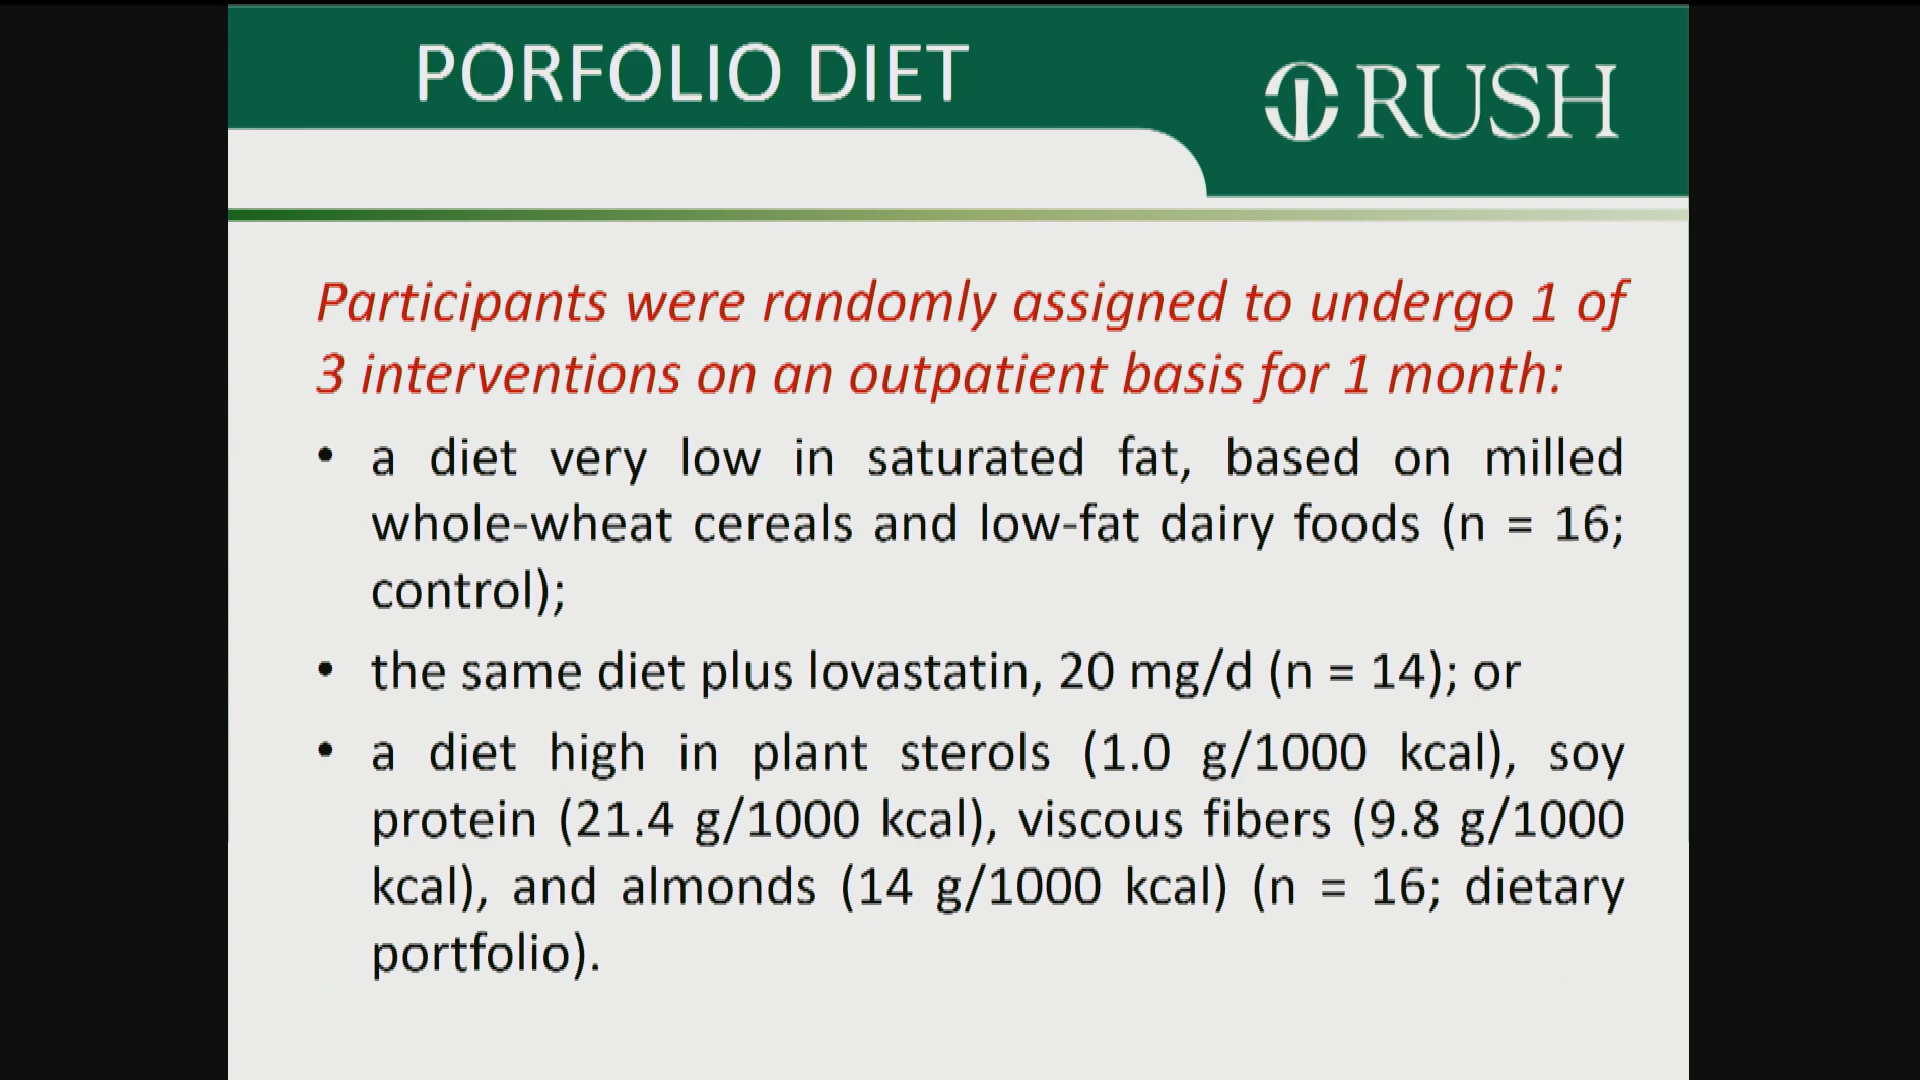 PORFOLIO DIET
RUSH
Participants were randomly assigned to undergo 1 of
3 interventions on an outpatient basis for 1 month:
• a diet very low in saturated fat, based on milled
whole-wheat cereals and low-fat dairy foods (n = 16;
control);
• the same diet plus lovastatin, 20 mg/d (n = 14); or
• a diet high in plant sterols (1.0 g/1000 kcal), soy
protein (21.4 g/1000 kcal), viscous fibers (9.8 g/1000
kcal), and almonds (14 g/1000 kcal) (n = 16; dietary
portfolio).